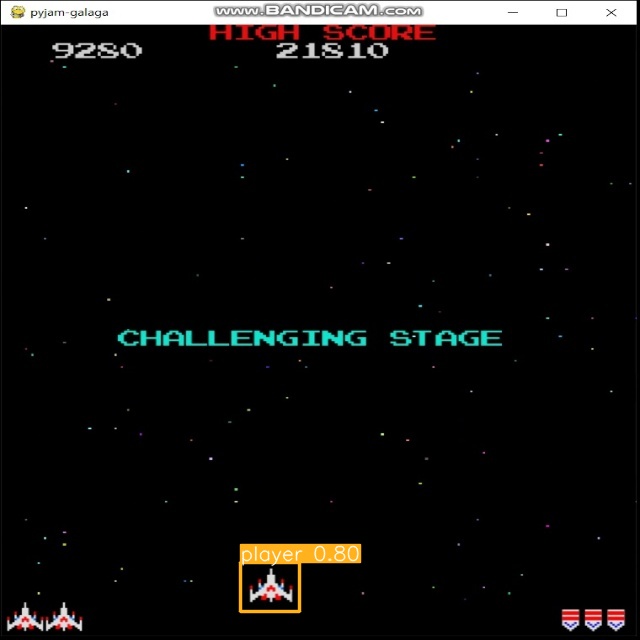 pyjam-galaga
www.BANDICAM.com
HIGH SCORE
9280 21810
CHALLENGING STAGE
player 0.80